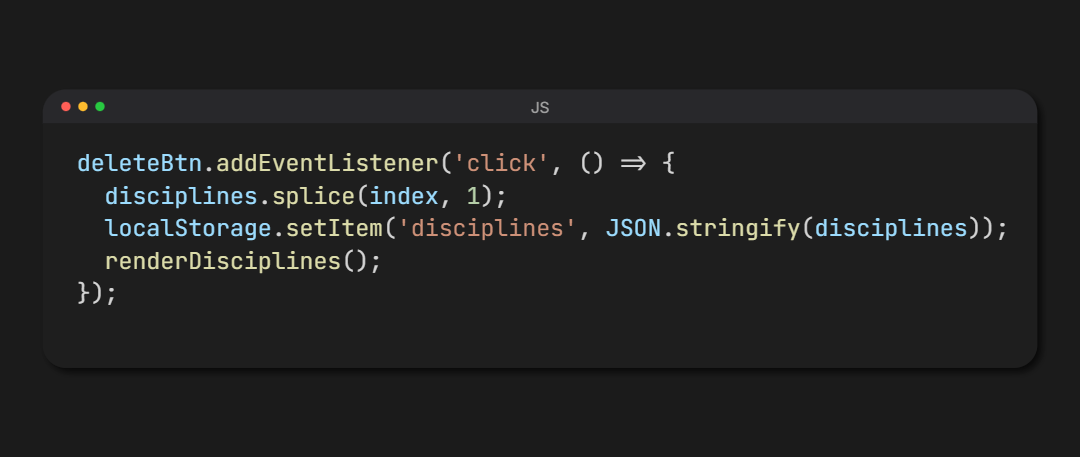 JS
deleteBtn.addEventListener('click', () => {
  disciplines.splice(index, 1);
  localStorage.setItem('disciplines', JSON.stringify(disciplines));
  renderDisciplines();
});